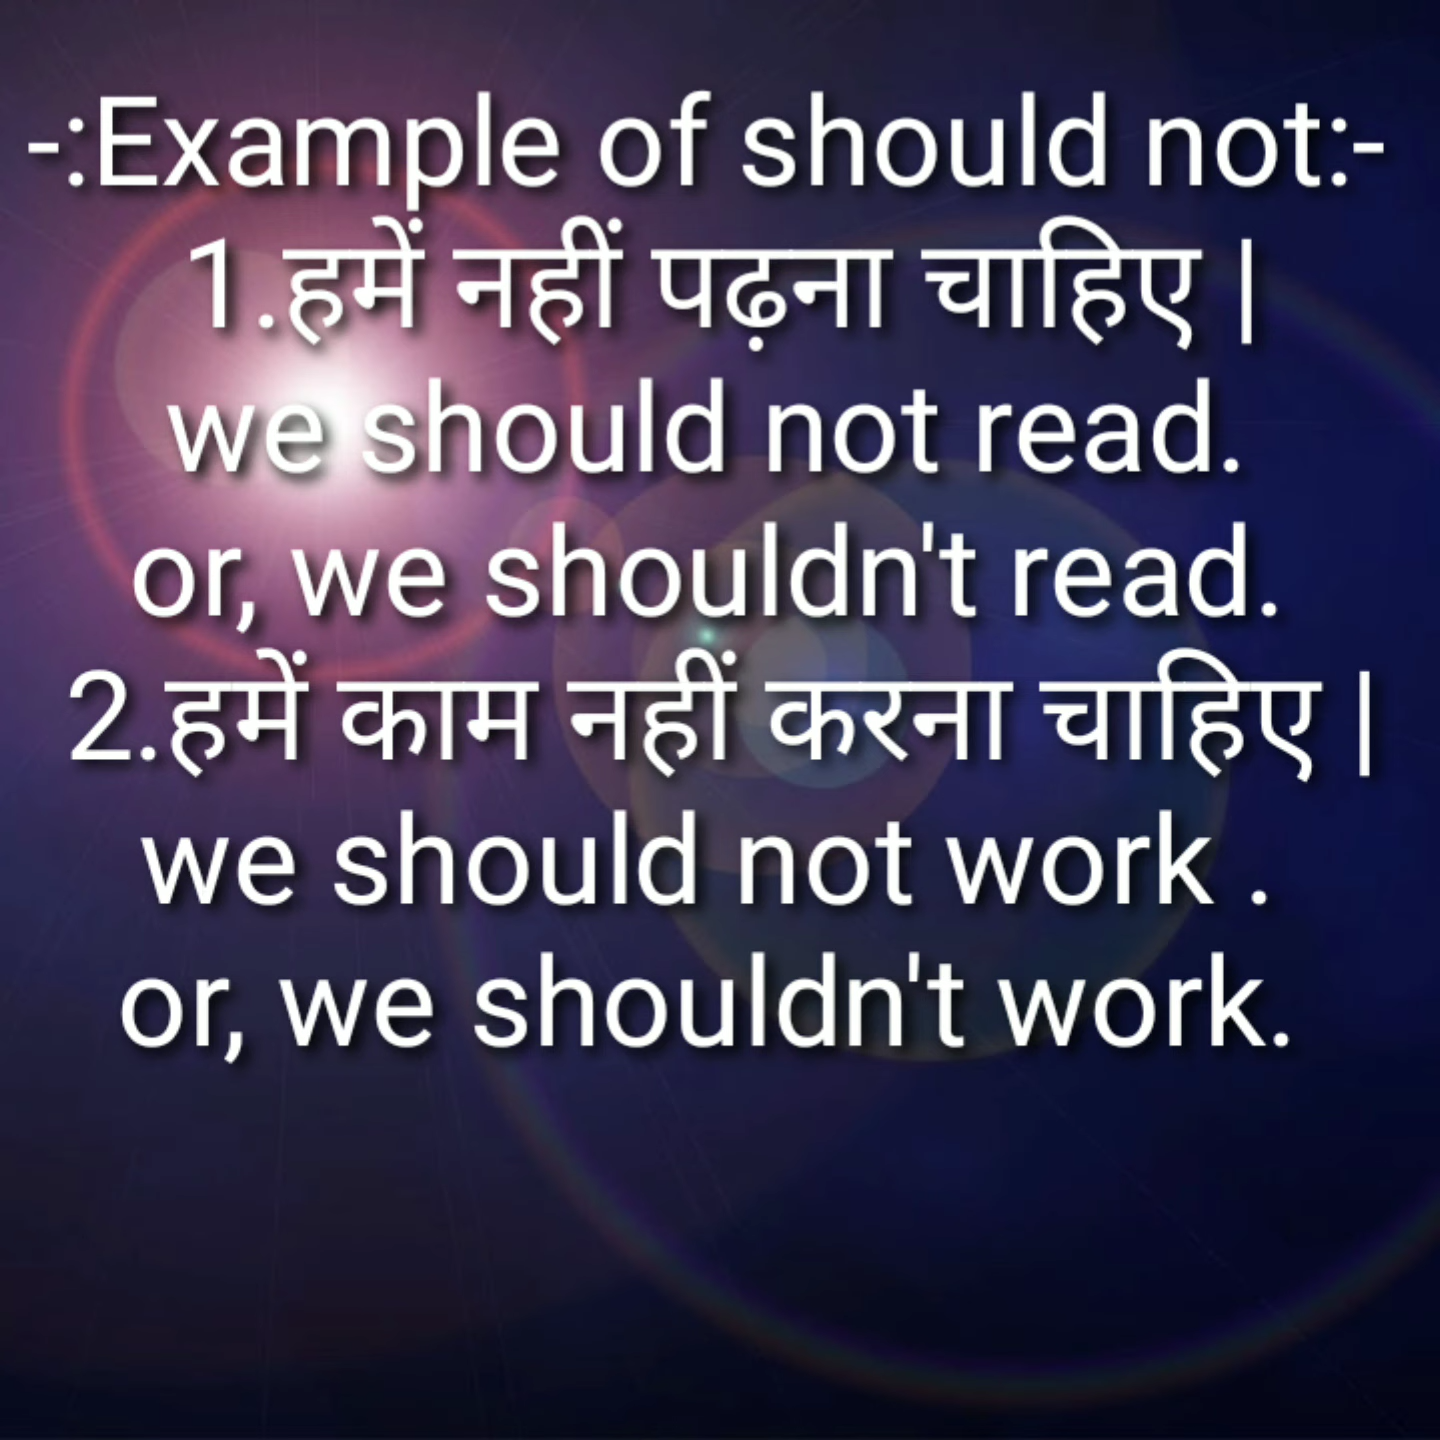 -:Example of should not:-
1.हमें नहीं पढ़ना चाहिए |
we should not read.
or, we shouldn't read.
2.हमें काम नहीं करना चाहिए |
we should not work .
or, we shouldn't work.